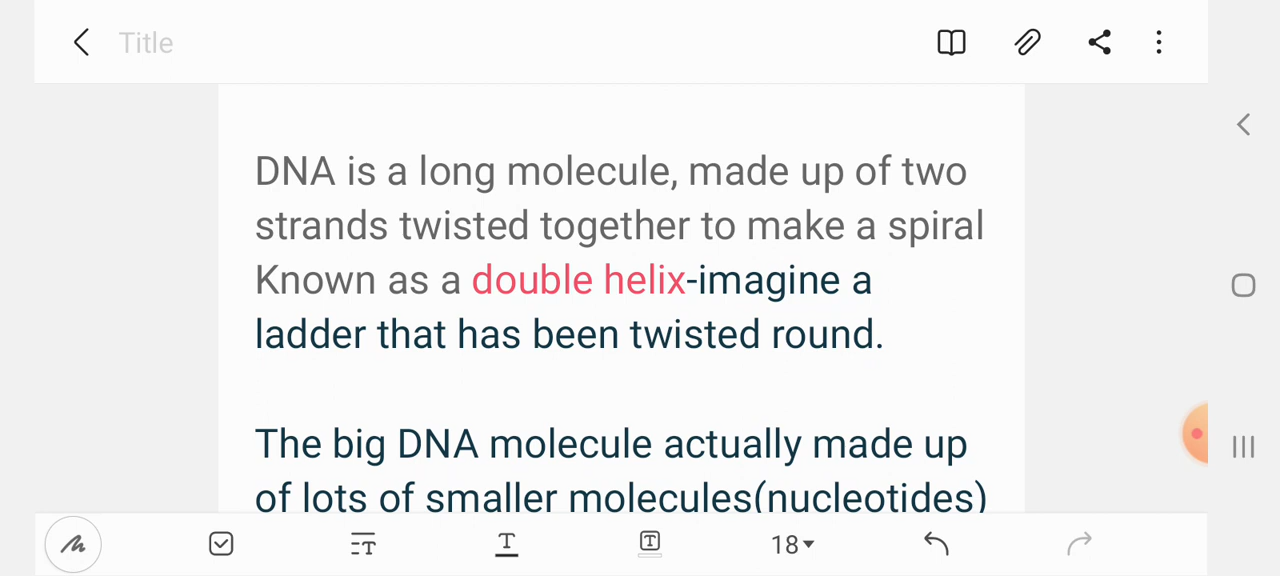 Title
DNA is a long molecule, made up of two
strands twisted together to make a spiral
Known as a double helix-imagine a
ladder that has been twisted round.
The big DNA molecule actually made up
of lots of smaller molecules(nucleotides)
18